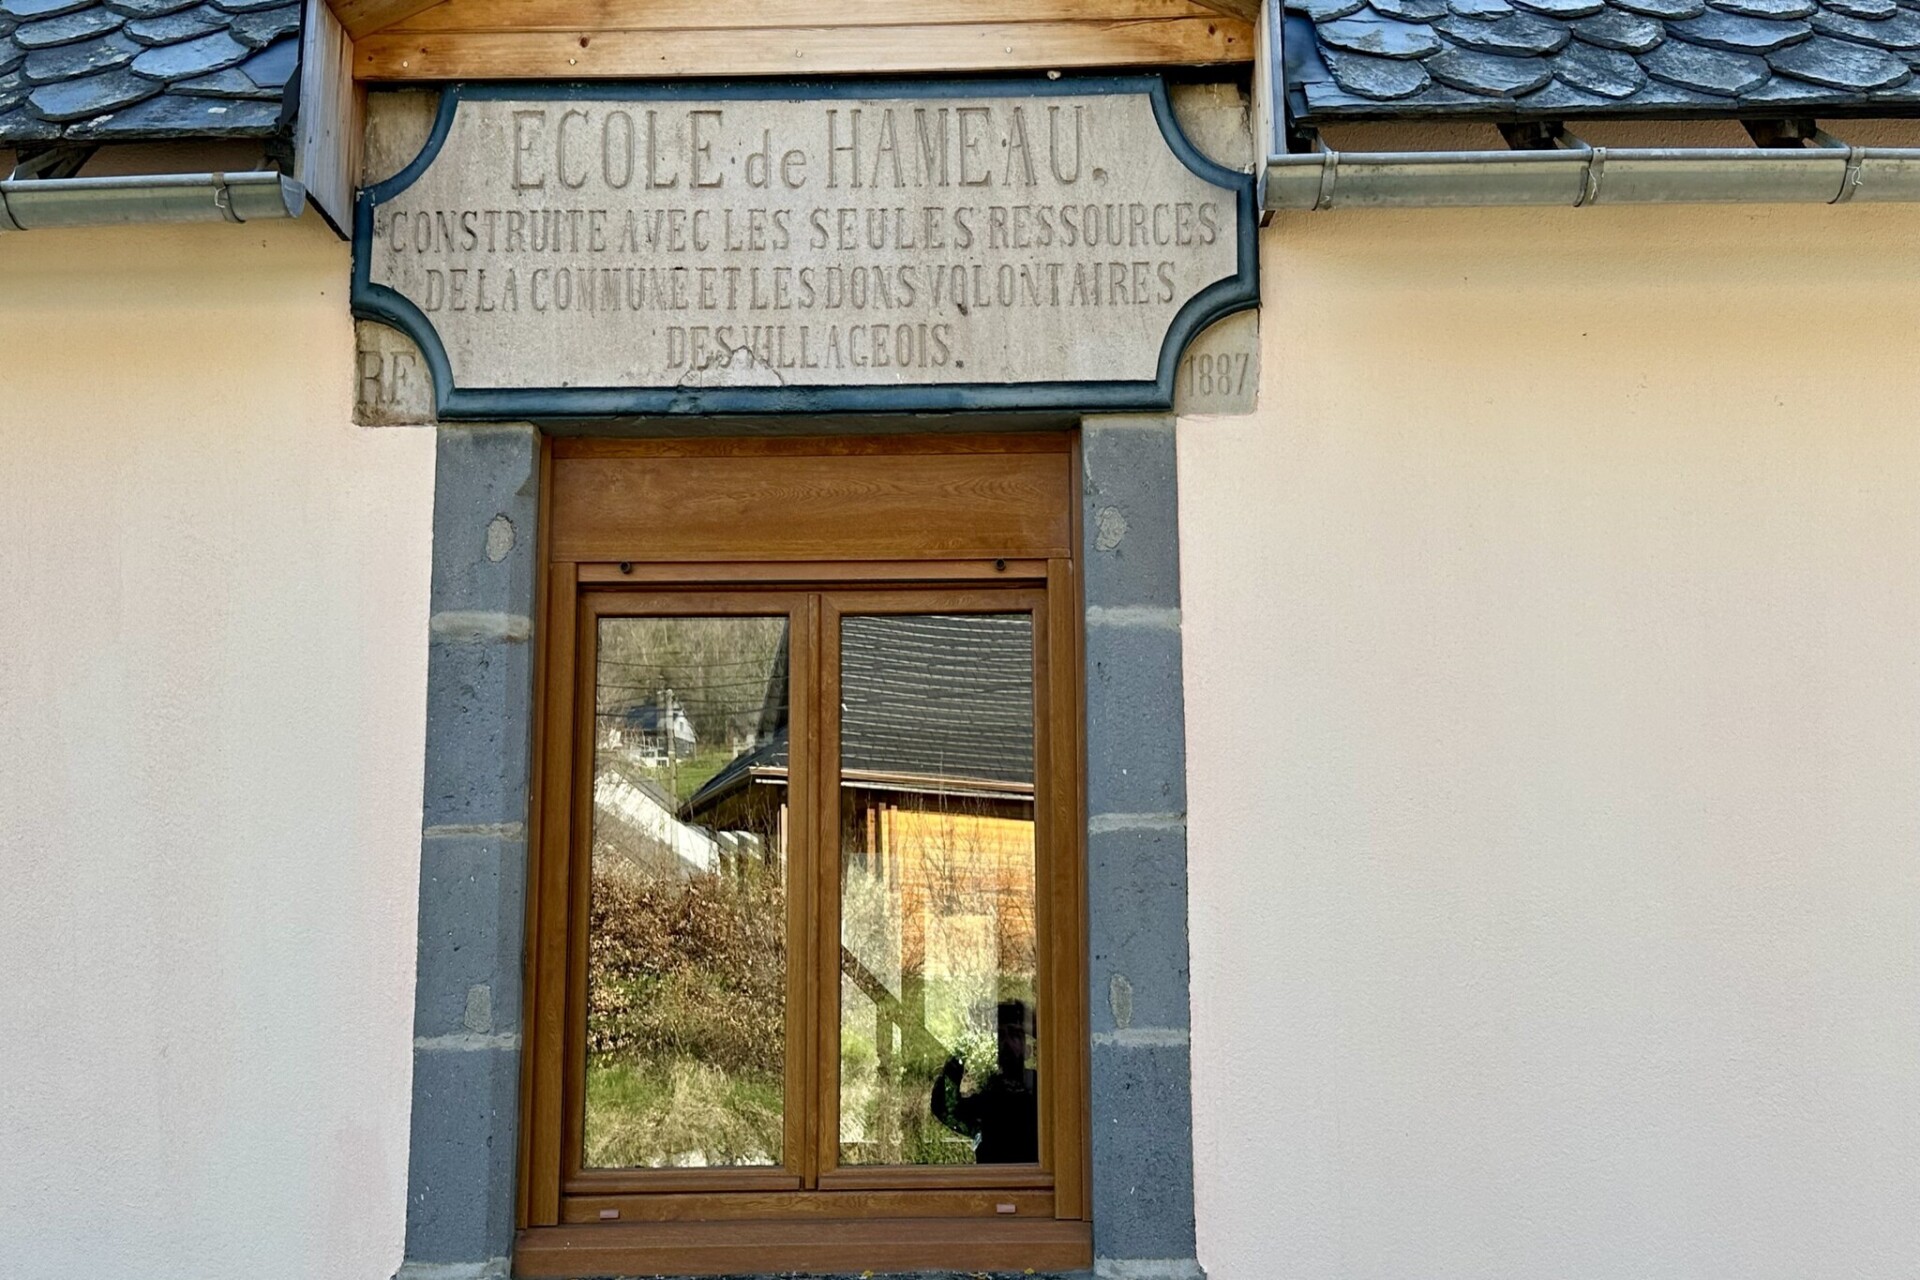 ECOLE de HAMEAU.
CONSTRUITE AVEC LES SEULES RESSOURCES
DE LA COMMUNE ET LES DONS VOLONTAIRES
DES VILLAGEOIS.
RF 1887